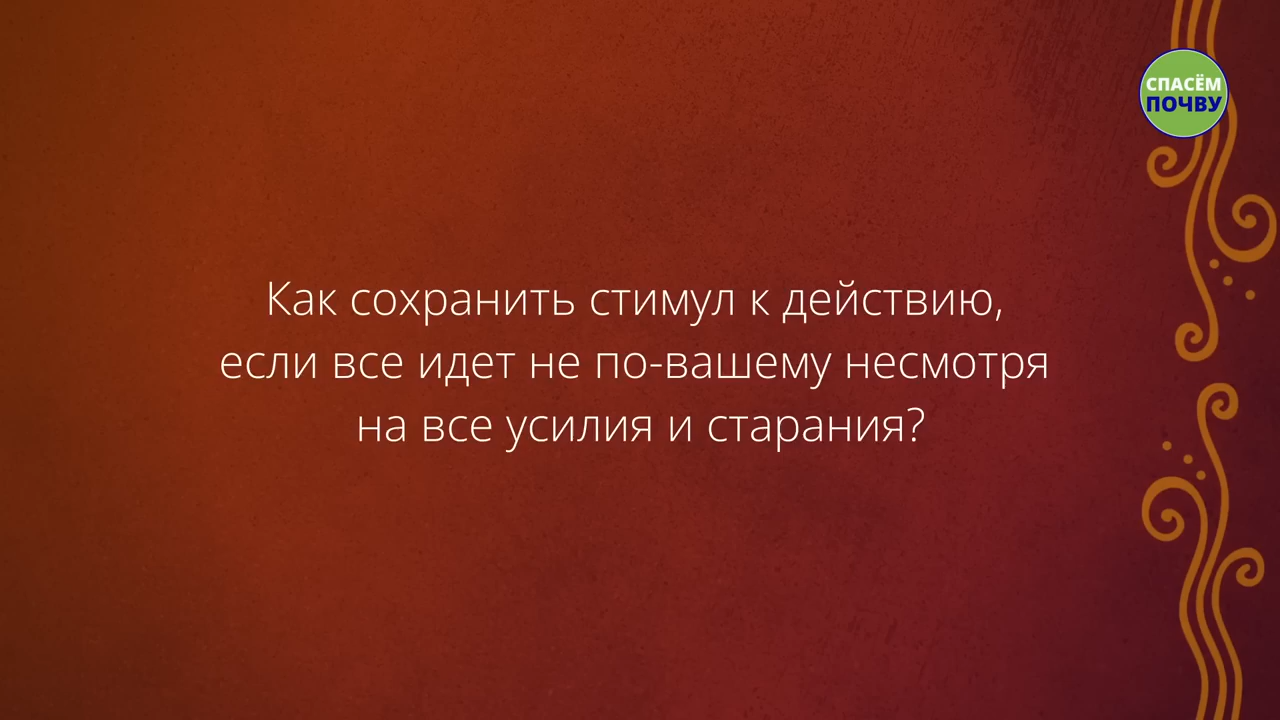 СПАСЁМ
ПОЧВУ
Как сохранить стимул к действию,
если все идет не по-вашему несмотря
на все усилия и старания?